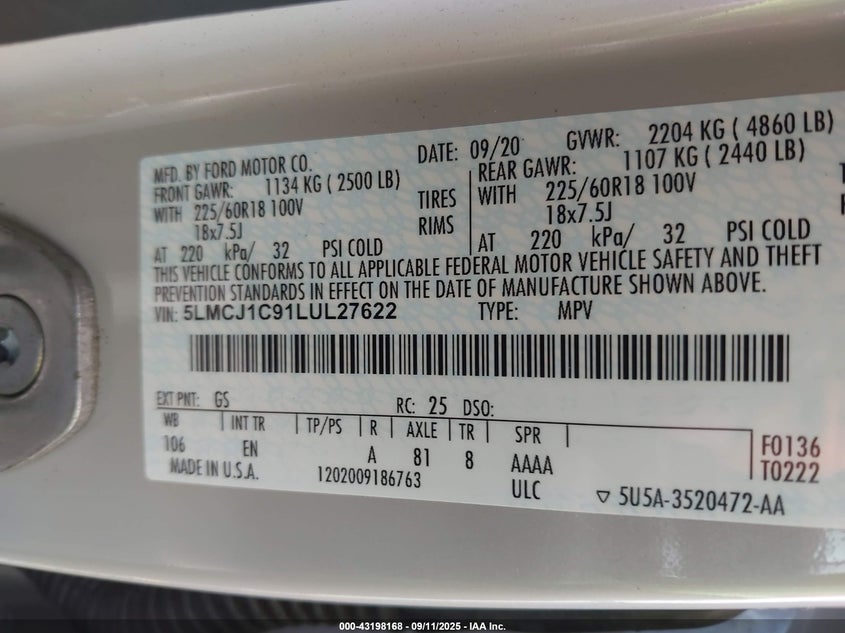 MFD. BY FORD MOTOR CO.
DATE: 09/20 GVWR: 2204 KG ( 4860 LB)
FRONT GAWR: 1134 KG ( 2500 LB)
REAR GAWR: 1107 KG ( 2440 LB)
WITH 225/60R18 100V TIRES WITH 225/60R18 100V
18x7.5J RIMS 18x7.5J
AT 220 kPa/ 32 PSI COLD AT 220 kPa/ 32 PSI COLD
THIS VEHICLE CONFORMS TO ALL APPLICABLE FEDERAL MOTOR VEHICLE SAFETY AND THEFT
PREVENTION STANDARDS IN EFFECT ON THE DATE OF MANUFACTURE SHOWN ABOVE.
VIN: 5LMCJ1C91LUL27622 TYPE: MPV
EXT PNT: GS RC: 25 DSO:
WB INT TR TP/PS R AXLE TR SPR
106 EN A 81 8 AAAA F0136
MADE IN U.S.A. 1202009186763 ULC T0222
5U5A-3520472-AA
000-43198168 - 09/11/2025 - IAA Inc.